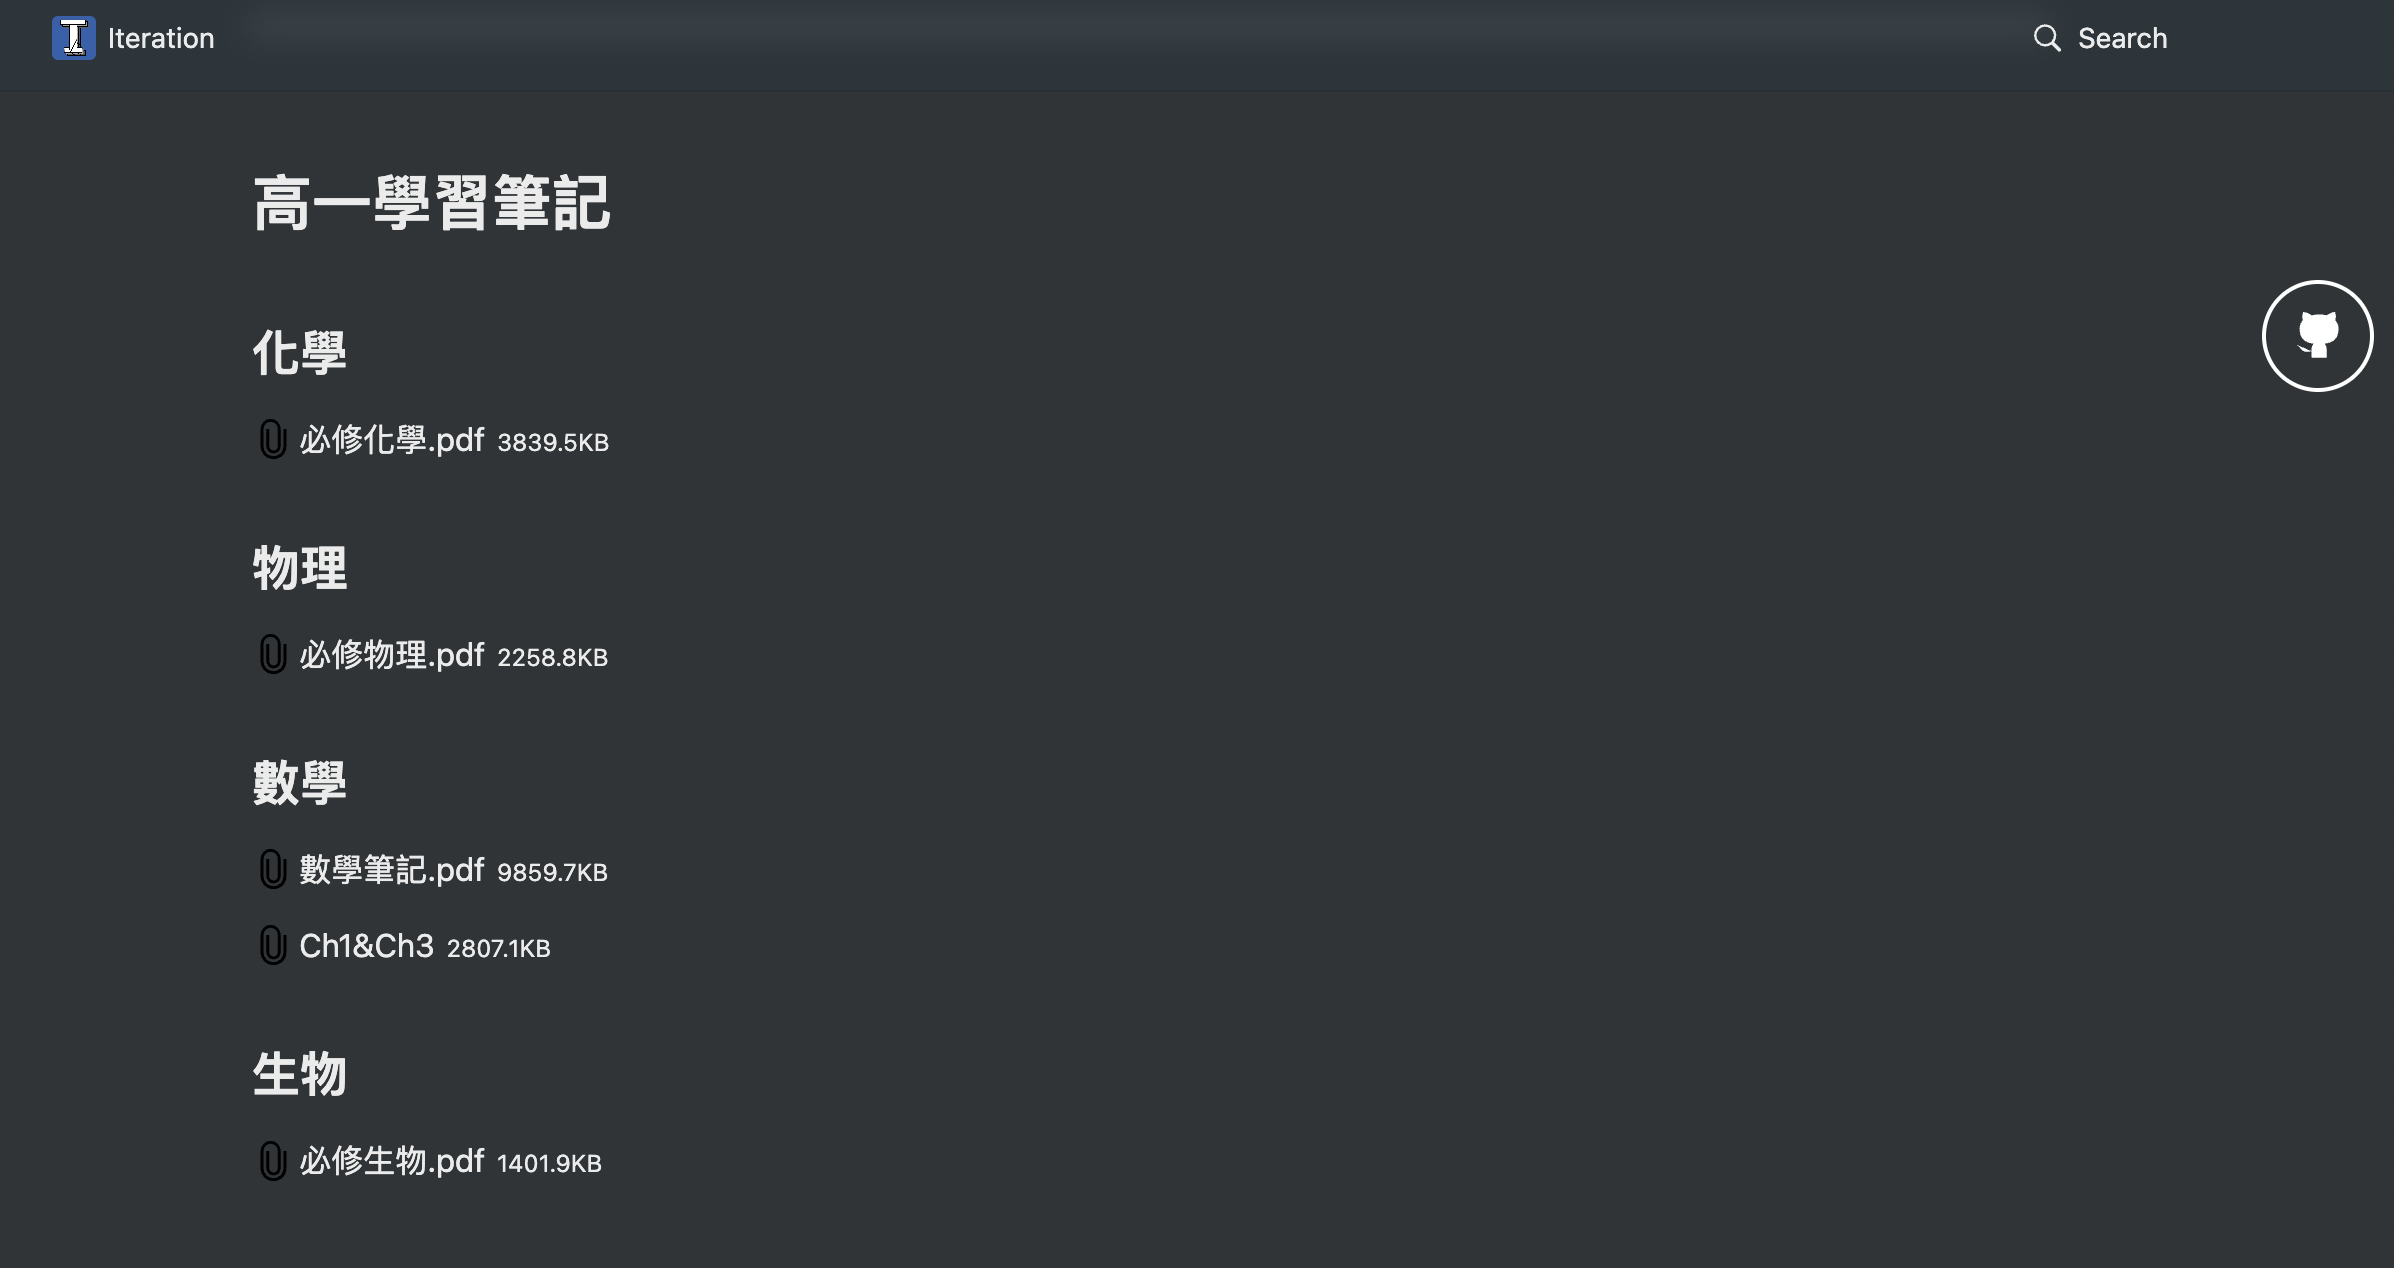 Iteration
Search
高一學習筆記
化學
必修化學.pdf 3839.5KB
物理
必修物理.pdf 2258.8KB
數學
數學筆記.pdf 9859.7KB
Ch1&Ch3 2807.1KB
生物
必修生物.pdf 1401.9KB